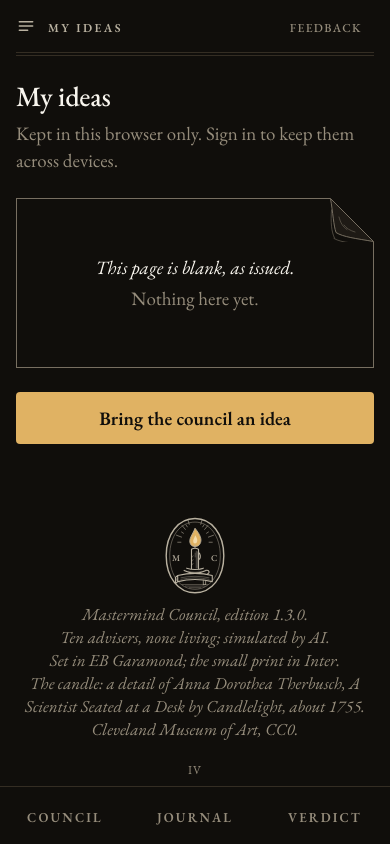 MY IDEAS
FEEDBACK
My ideas
Kept in this browser only. Sign in to keep them
across devices.
This page is blank, as issued.
Nothing here yet.
Bring the council an idea
M C
Mastermind Council, edition 1.3.0.
Ten advisers, none living; simulated by AI.
Set in EB Garamond; the small print in Inter.
The candle: a detail of Anna Dorothea Therbusch, A
Scientist Seated at a Desk by Candlelight, about 1755.
Cleveland Museum of Art, CC0.
IV
COUNCIL
JOURNAL
VERDICT